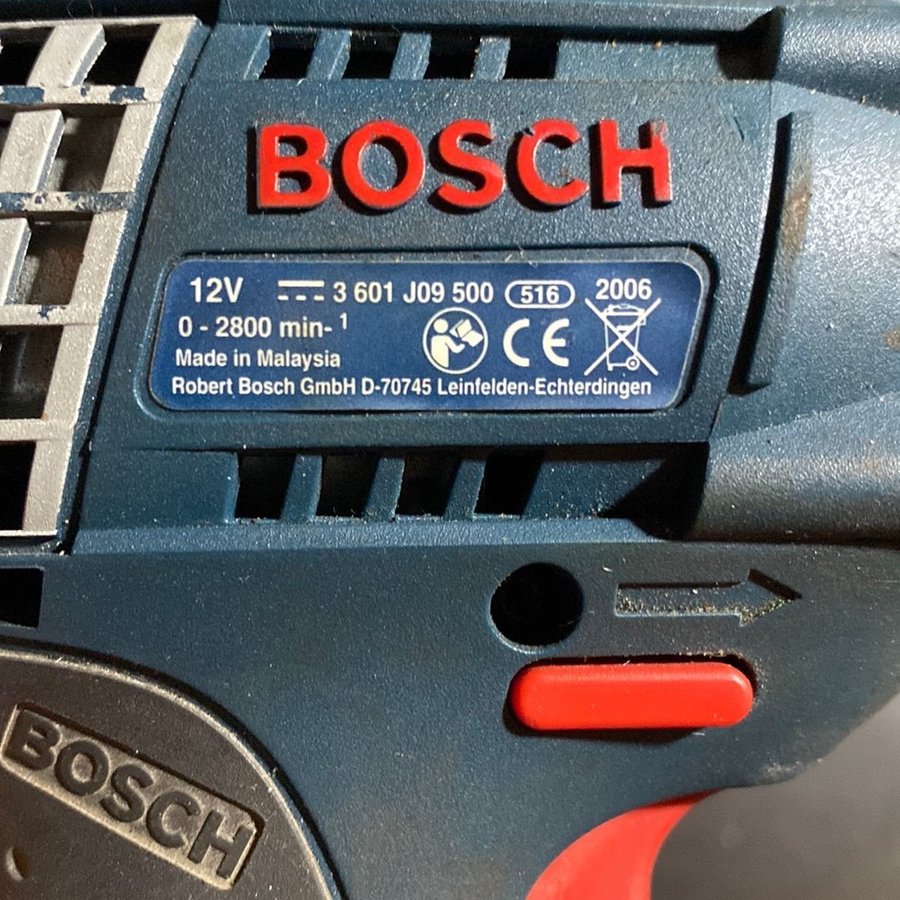 BOSCH
12V 3 601 J09 500 516 2006
0 - 2800 min-¹
CE
Made in Malaysia
Robert Bosch GmbH D-70745 Leinfelden-Echterdingen
BOSCH